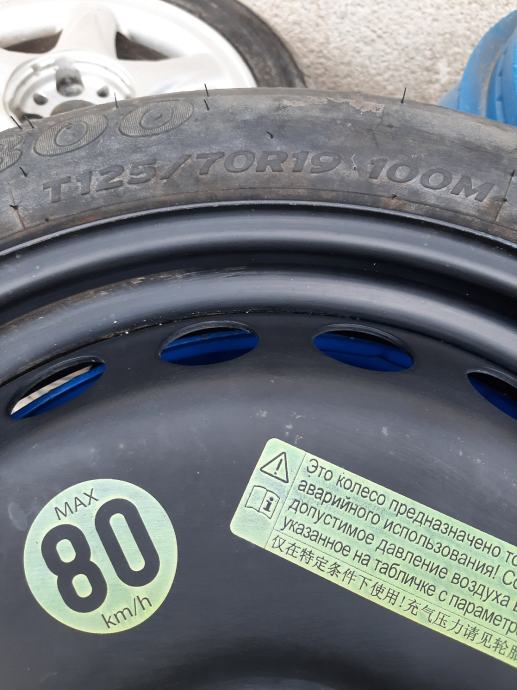 300
T125/70R19 100M
MAX
80
km/h
Это колесо предназначено
аварийного использования!
допустимое давление воздуха
указанное на табличке с
仅在特定条件下使用!充气压力请见轮胎